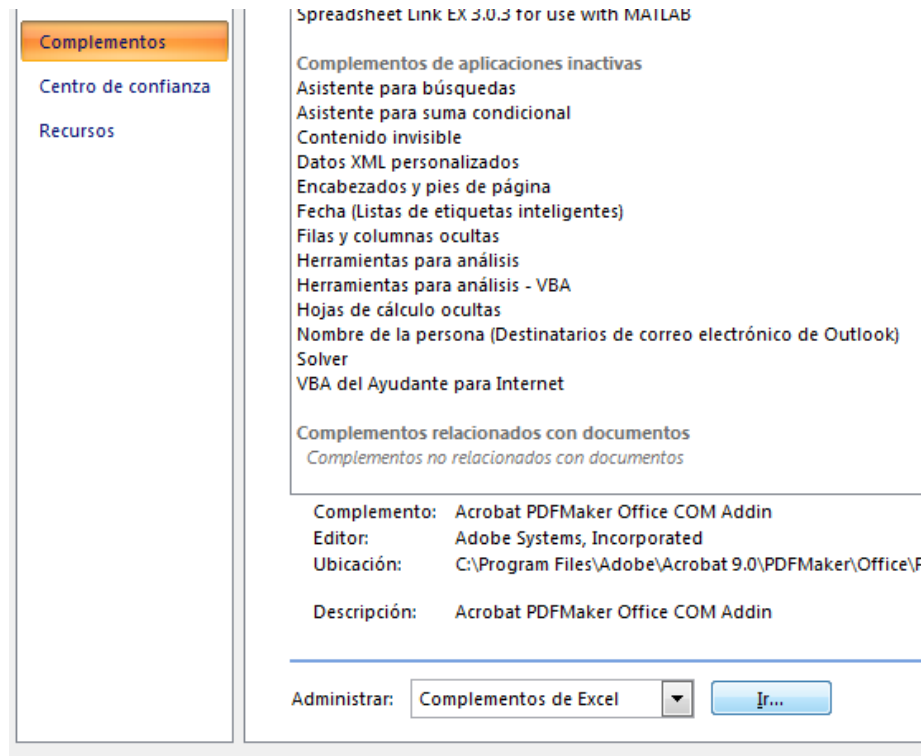 Spreadsheet Link EX 3.0.3 for use with MATLAB
Complementos
Centro de confianza
Recursos
Complementos de aplicaciones inactivas
Asistente para búsquedas
Asistente para suma condicional
Contenido invisible
Datos XML personalizados
Encabezados y pies de página
Fecha (Listas de etiquetas inteligentes)
Filas y columnas ocultas
Herramientas para análisis
Herramientas para análisis - VBA
Hojas de cálculo ocultas
Nombre de la persona (Destinatarios de correo electrónico de Outlook)
Solver
VBA del Ayudante para Internet
Complementos relacionados con documentos
Complementos no relacionados con documentos
Complemento: Acrobat PDFMaker Office COM Addin
Editor: Adobe Systems, Incorporated
Ubicación: C:\Program Files\Adobe\Acrobat 9.0\PDFMaker\Office\P
Descripción: Acrobat PDFMaker Office COM Addin
Administrar: Complementos de Excel Ir...